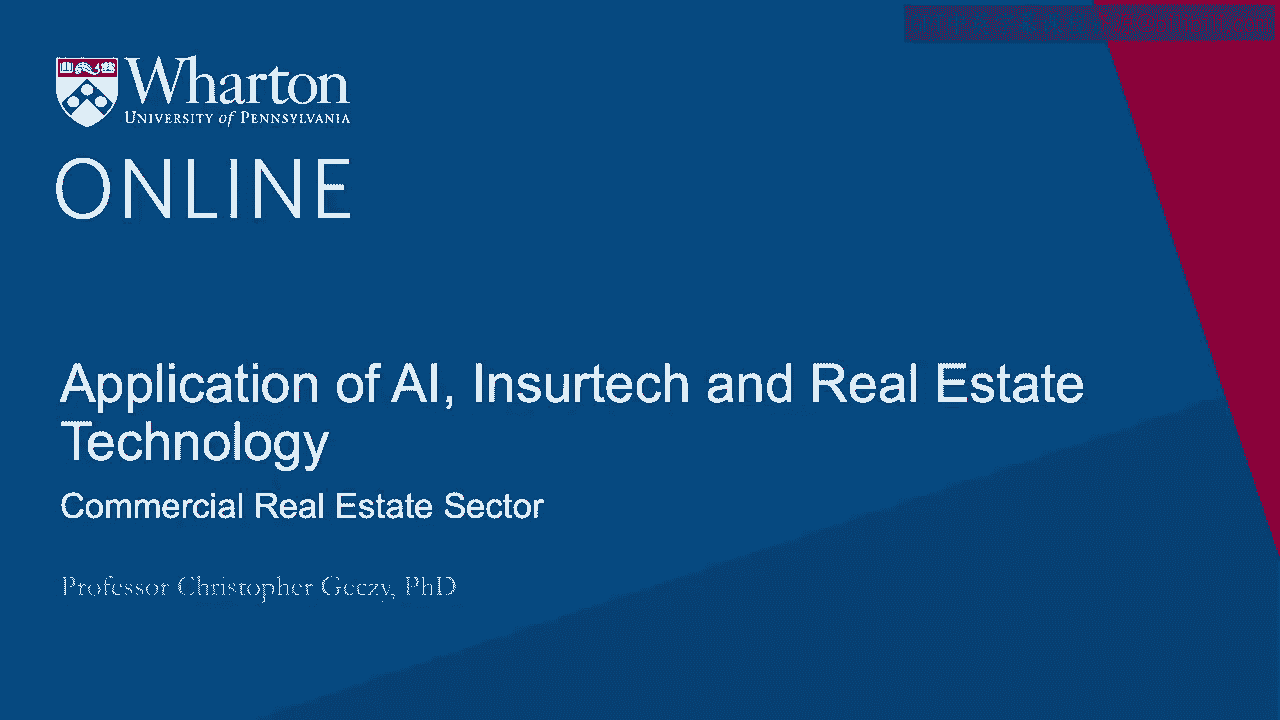 Wharton
UNIVERSITY of PENNSYLVANIA
ONLINE
Application of AI, Insurtech and Real Estate
Technology
Commercial Real Estate Sector
Professor Christopher Geczy, PhD